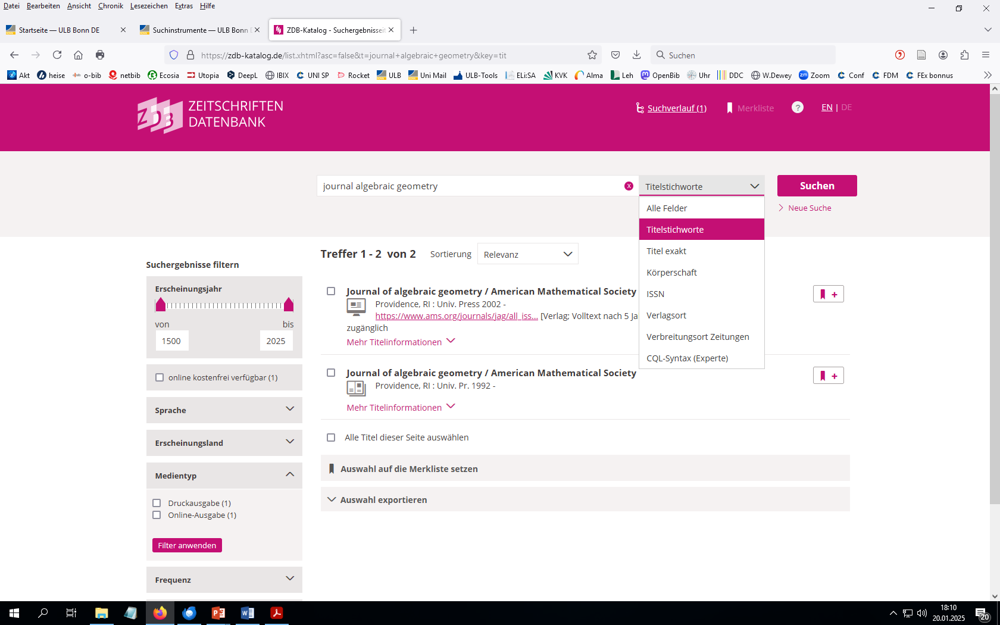 Datei Bearbeiten Ansicht Chronik Lesezeichen Extras Hilfe
Startseite — ULB Bonn DE
Suchinstrumente — ULB Bonn
ZDB-Katalog - Suchergebnisseit
https://zdb-katalog.de/list.xhtml?asc=false&t=journal+algebraic+geometry&key=tit
Suchen
Akt heise o-bib netbib Ecosia Utopia DeepL IBIX UNI SP Rocket ULB Uni Mail ULB-Tools ELi:SA KVK Alma Leh OpenBib Uhr DDC W.Dewey Zoom Conf FDM FEx bonnus
ZDB
ZEITSCHRIFTEN
DATENBANK
Suchverlauf (1)
Merkliste
?
EN | DE
journal algebraic geometry
x
Titelstichworte
Suchen
Neue Suche
Alle Felder
Titelstichworte
Titel exakt
Körperschaft
ISSN
Verlagsort
Verbreitungsort Zeitungen
CQL-Syntax (Experte)
Suchergebnisse filtern
Erscheinungsjahr
von bis
1500 2025
online kostenfrei verfügbar (1)
Sprache
Erscheinungsland
Medientyp
Druckausgabe (1)
Online-Ausgabe (1)
Filter anwenden
Frequenz
Treffer 1 - 2 von 2
Sortierung
Relevanz
Journal of algebraic geometry / American Mathematical Society
Providence, RI : Univ. Press 2002 -
https://www.ams.org/journals/jag/all_iss... [Verlag; Volltext nach 5 Ja
zugänglich
Mehr Titelinformationen
Journal of algebraic geometry / American Mathematical Society
Providence, RI : Univ. Pr. 1992 -
Mehr Titelinformationen
Alle Titel dieser Seite auswählen
Auswahl auf die Merkliste setzen
Auswahl exportieren
18:10
20.01.2025
20